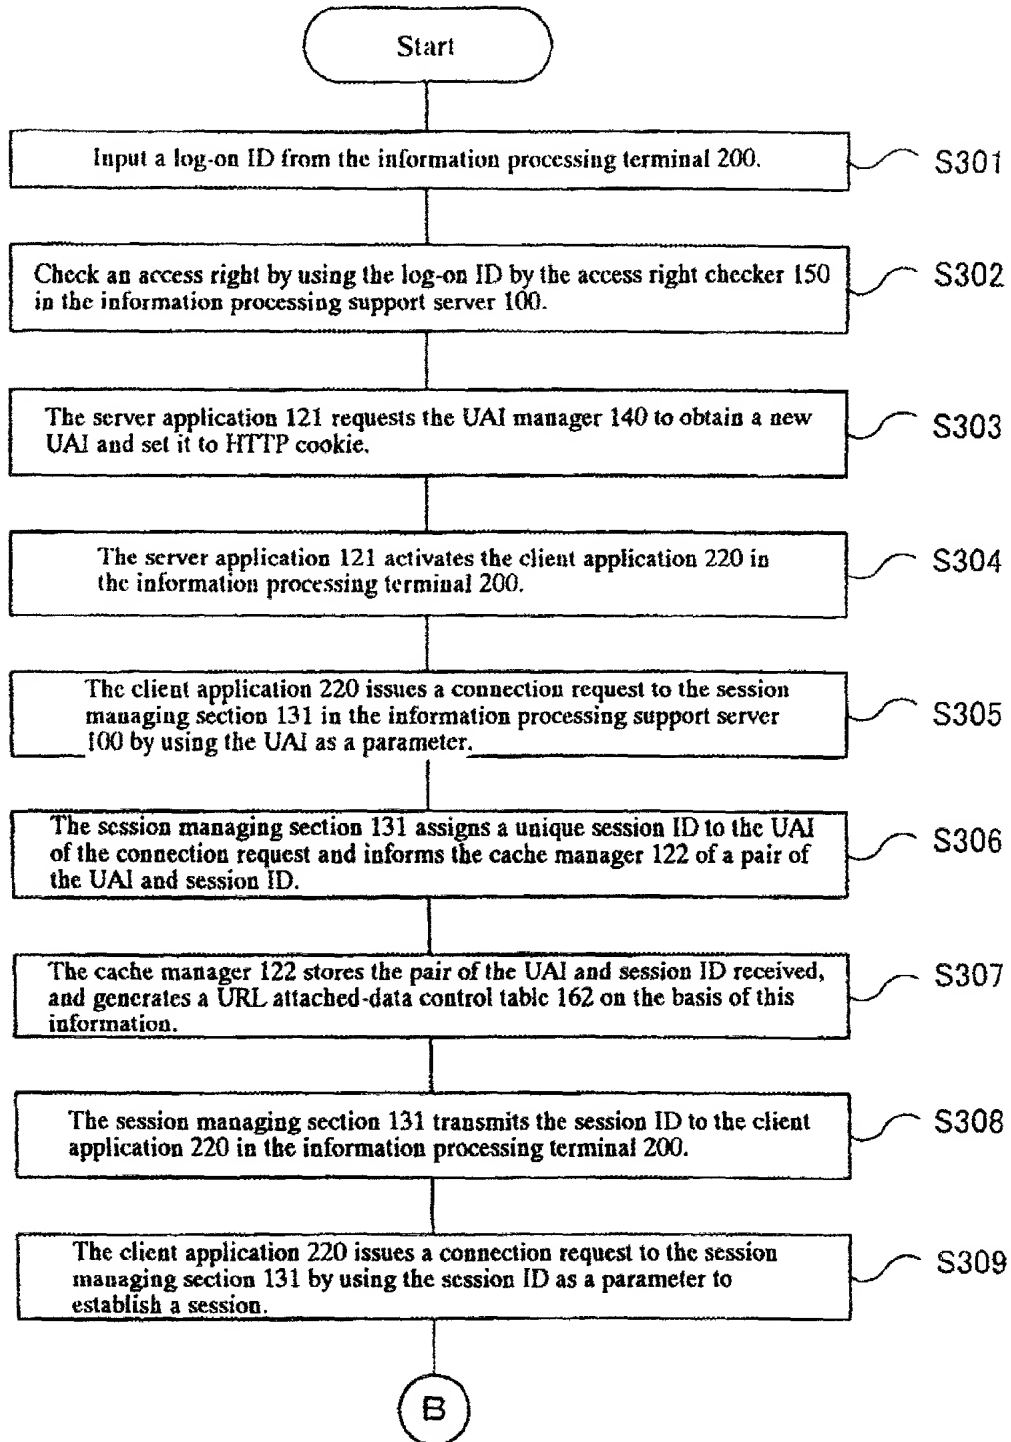 Start
Input a log-on ID from the information processing terminal 200.
S301
Check an access right by using the log-on ID by the access right checker 150
in the information processing support server 100.
S302
The server application 121 requests the UAI manager 140 to obtain a new
UAI and set it to HTTP cookie.
S303
The server application 121 activates the client application 220 in
the information processing terminal 200.
S304
The client application 220 issues a connection request to the session
managing section 131 in the information processing support server
100 by using the UAI as a parameter.
S305
The session managing section 131 assigns a unique session ID to the UAI
of the connection request and informs the cache manager 122 of a pair of
the UAI and session ID.
S306
The cache manager 122 stores the pair of the UAI and session ID received,
and generates a URL attached-data control table 162 on the basis of this
information.
S307
The session managing section 131 transmits the session ID to the client
application 220 in the information processing terminal 200.
S308
The client application 220 issues a connection request to the session
managing section 131 by using the session ID as a parameter to
establish a session.
S309
B